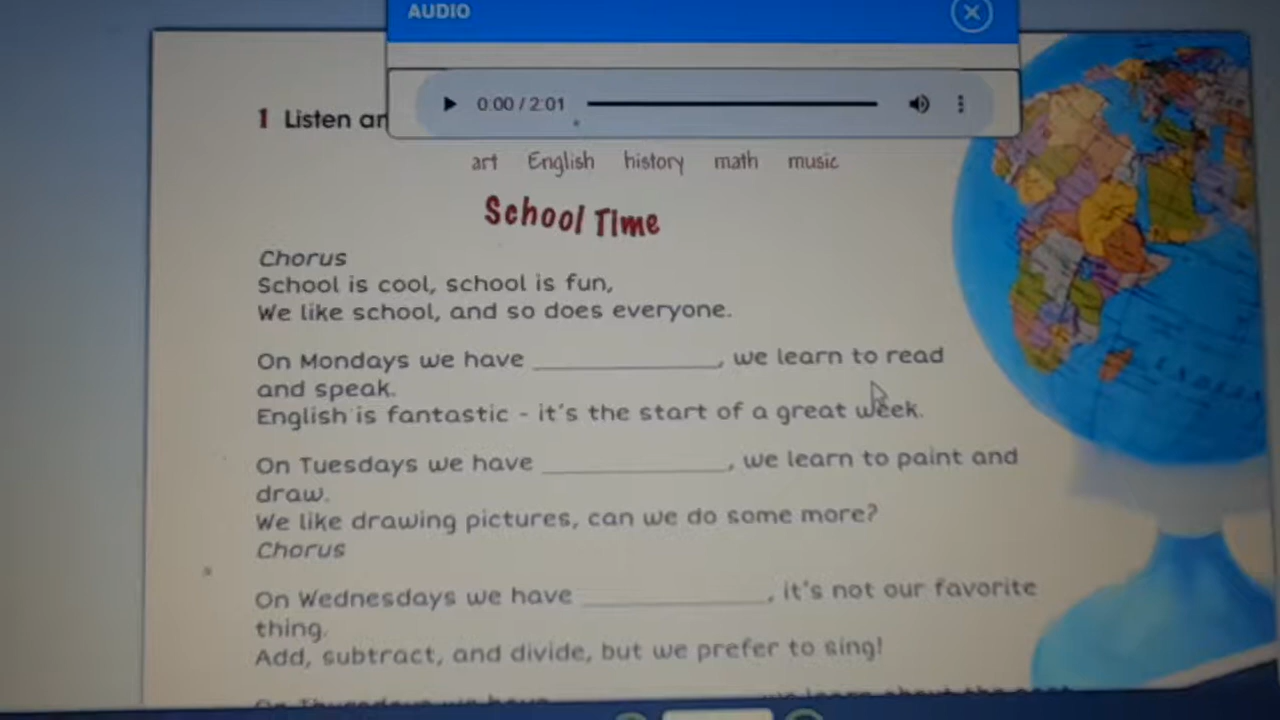 AUDIO
0:00 / 2:01
1 Listen
art English history math music
School Time
Chorus
School is cool, school is fun,
We like school, and so does everyone.
On Mondays we have ____________, we learn to read
and speak.
English is fantastic - it's the start of a great week.
On Tuesdays we have ____________, we learn to paint and
draw.
We like drawing pictures, can we do some more?
Chorus
On Wednesdays we have ____________, it's not our favorite
thing.
Add, subtract, and divide, but we prefer to sing!